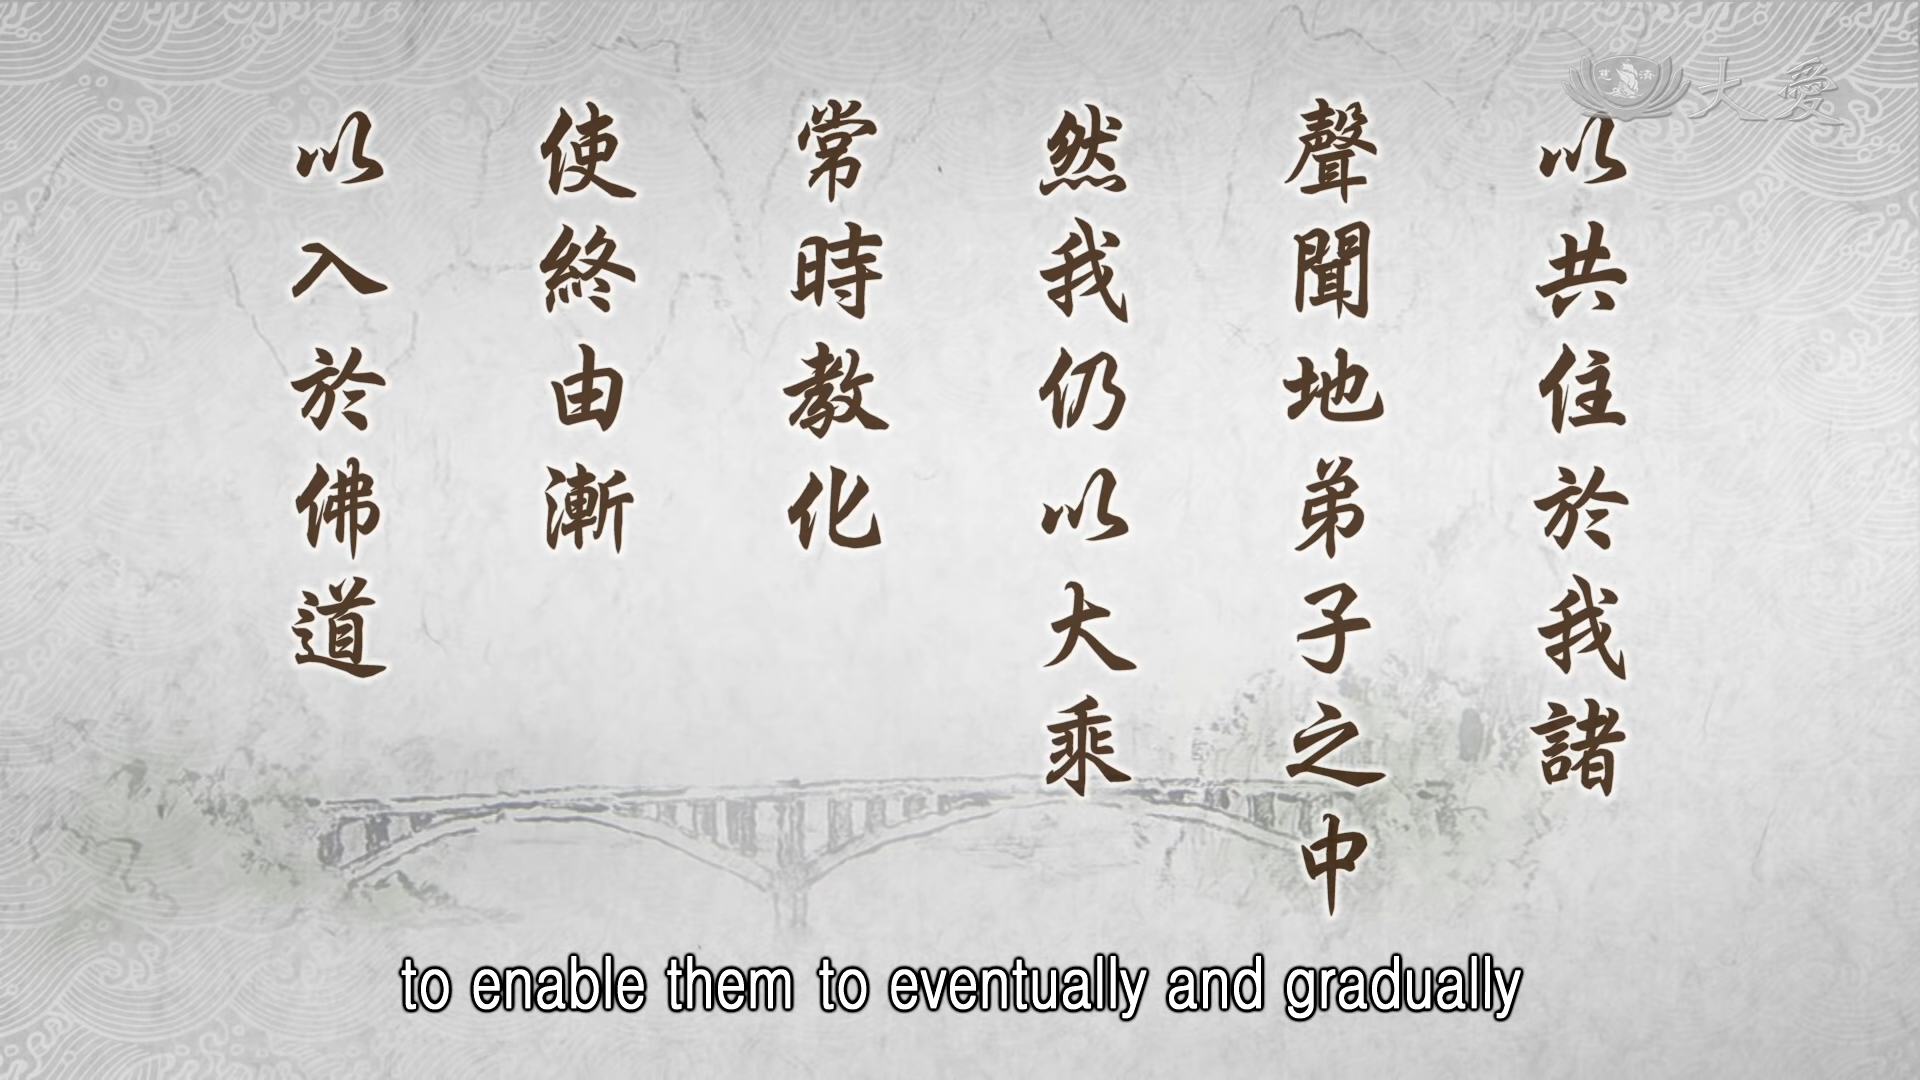 以共住於我諸
聲聞地弟子之中
然我仍以大乘
常時教化
使終由漸
以入於佛道
慈濟
大愛
to enable them to eventually and gradually